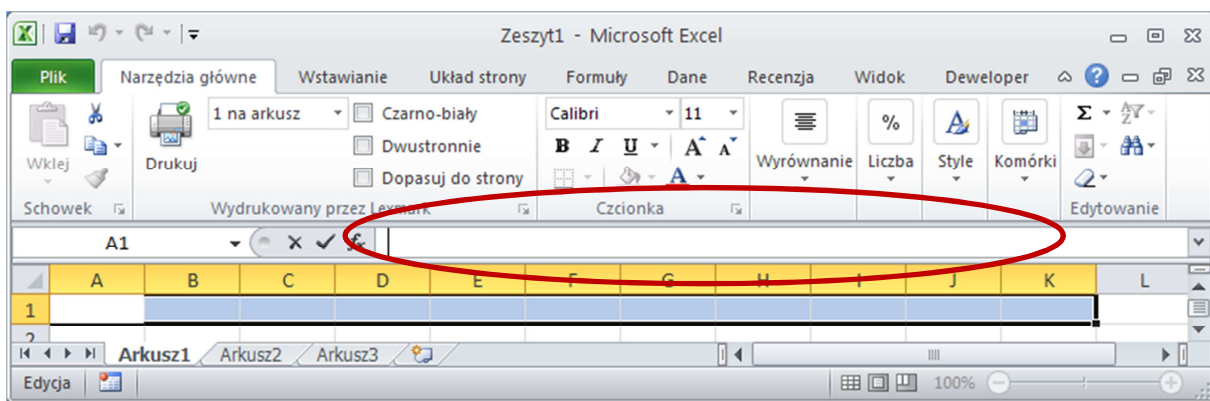 Zeszyt1 - Microsoft Excel
Plik Narzędzia główne Wstawianie Układ strony Formuły Dane Recenzja Widok Deweloper
1 na arkusz Czarno-biały Calibri 11 % Σ
Dwustronnie B I U A A
Wklej Drukuj Wyrównanie Liczba Style Komórki
Dopasuj do strony A
Schowek Wydrukowany przez Lexmark Czcionka Edytowanie
A1 fx
A B C D E F G H I J K L
1
2
Arkusz1 Arkusz2 Arkusz3
Edycja 100%